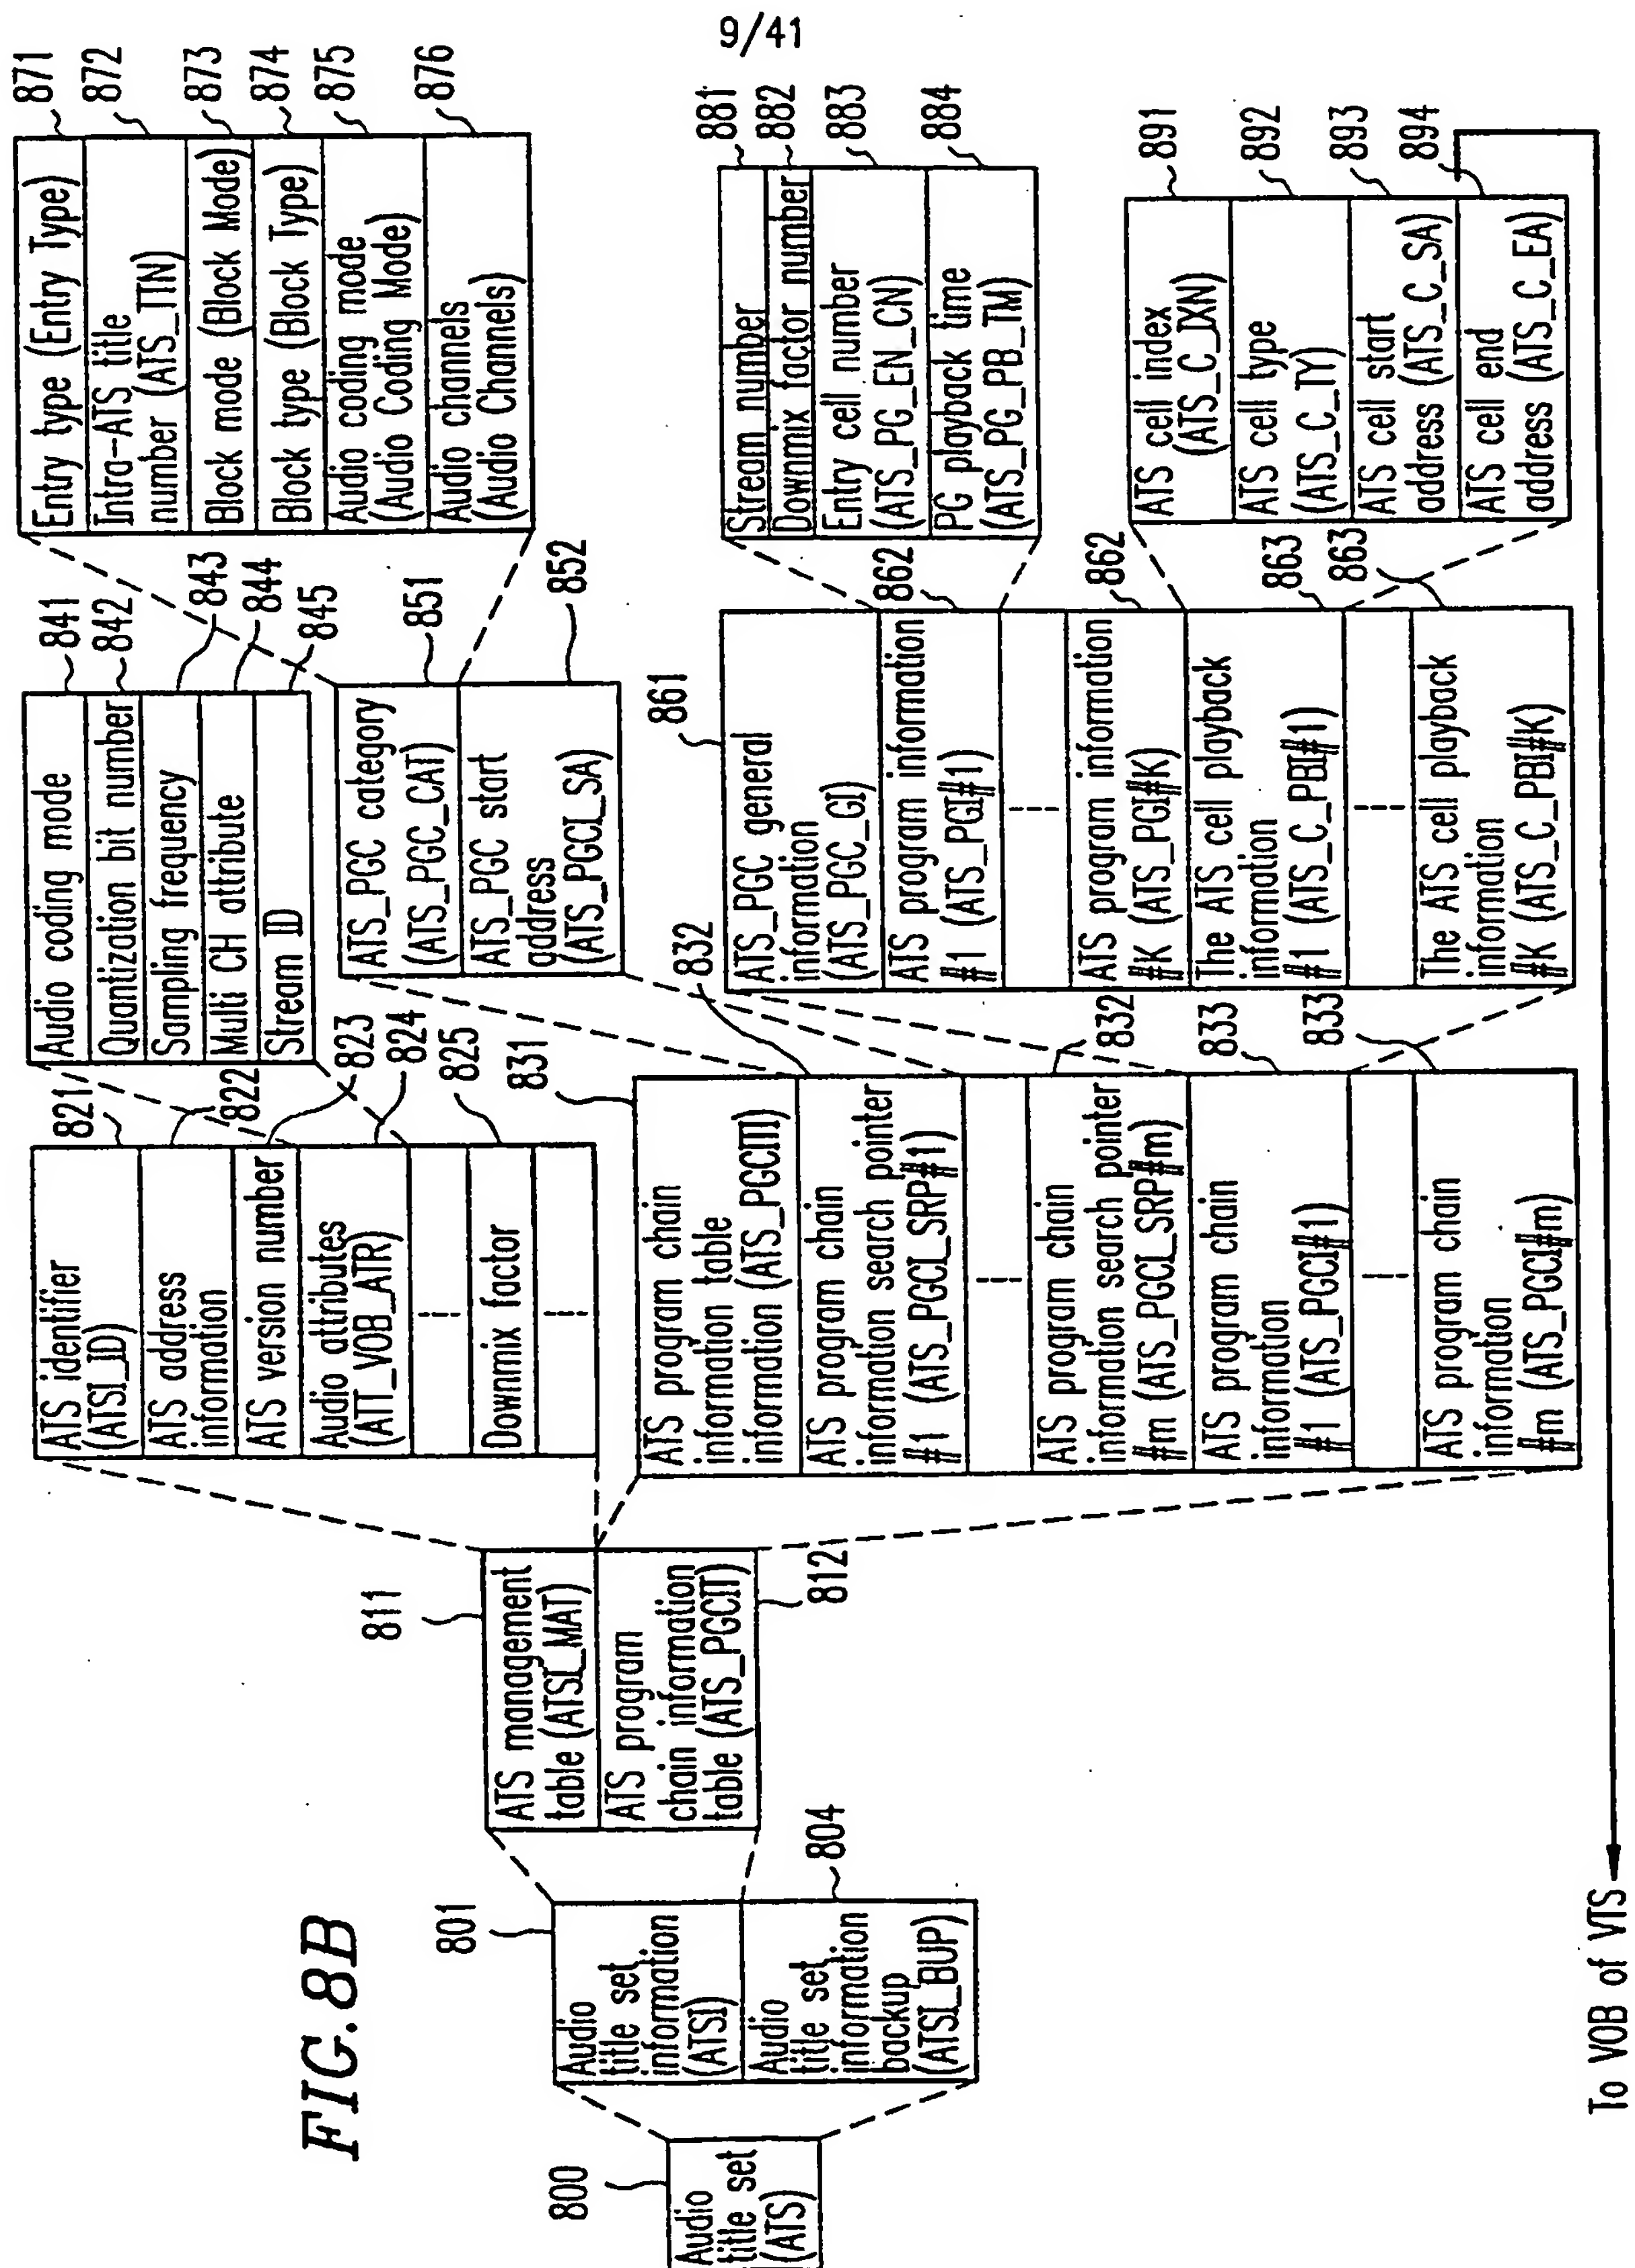 9/41
FIG.8B
800
Audio
title set
(ATS)
801
Audio
title set
information
(ATSI)
Audio
title set
information
backup
(ATSI_BUP)
804
811
ATS management
table (ATSI_MAT)
ATS program
chain information
table (ATS_PGCIT)
812
821
822
823
824
825
ATS identifier
(ATSI_ID)
ATS address
information
ATS version number
Audio attributes
(ATT_VOB_ATR)
Downmix factor
831
832
832
833
833
ATS program chain
information table
information (ATS_PGCITI)
ATS program chain
information search pointer
#1 (ATS_PGCI_SRP#1)
ATS program chain
information search pointer
#m (ATS_PGCI_SRP#m)
ATS program chain
information
#1 (ATS_PGCI#1)
ATS program chain
information
#m (ATS_PGCI#m)
841
842
843
844
845
Audio coding mode
Quantization bit number
Sampling frequency
Multi CH attribute
Stream ID
851
852
ATS_PGC category
(ATS_PGC_CAT)
ATS_PGC start
address
(ATS_PGCI_SA)
861
862
862
863
863
ATS_PGC general
information
(ATS_PGC_GI)
ATS program information
#1 (ATS_PGI#1)
ATS program information
#K (ATS_PGI#K)
The ATS cell playback
information
#1 (ATS_C_PBI#1)
The ATS cell playback
information
#K (ATS_C_PBI#K)
871
872
873
874
875
876
Entry type (Entry Type)
Intra-ATS title
number (ATS_TTN)
Block mode (Block Mode)
Block type (Block Type)
Audio coding mode
(Audio Coding Mode)
Audio channels
(Audio Channels)
881
882
883
884
Stream number
Downmix factor number
Entry cell number
(ATS_PG_EN_CN)
PG playback time
(ATS_PG_PB_TM)
891
892
893
894
ATS cell index
(ATS_C_IXN)
ATS cell type
(ATS_C_TY)
ATS cell start
address (ATS_C_SA)
ATS cell end
address (ATS_C_EA)
To VOB of VTS